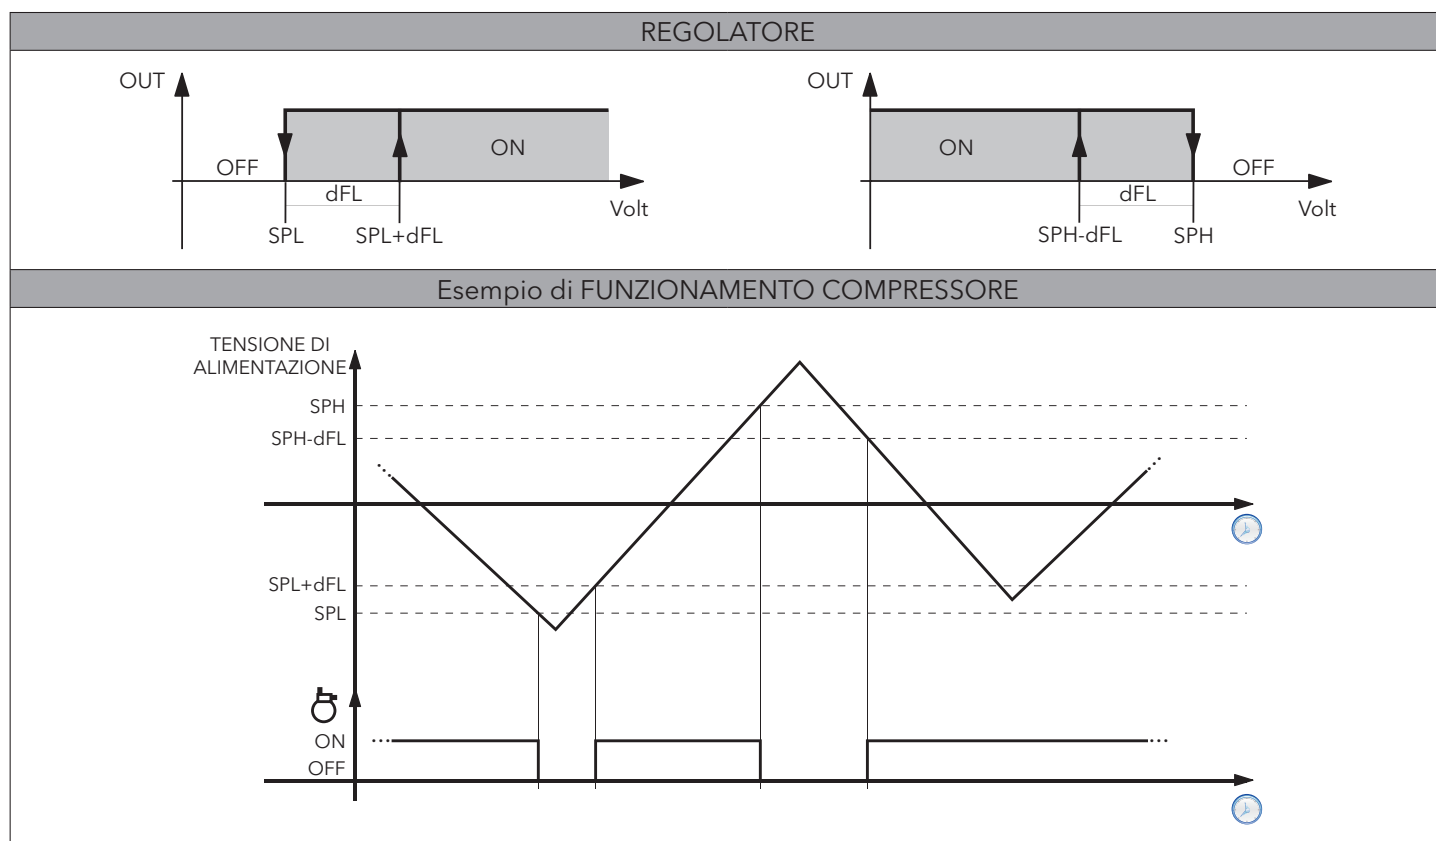 REGOLATORE
OUT
OFF
ON
dFL
SPL
SPL+dFL
Volt
OUT
ON
OFF
dFL
SPH-dFL
SPH
Volt
Esempio di FUNZIONAMENTO COMPRESSORE
TENSIONE DI
ALIMENTAZIONE
SPH
SPH-dFL
SPL+dFL
SPL
ON
OFF